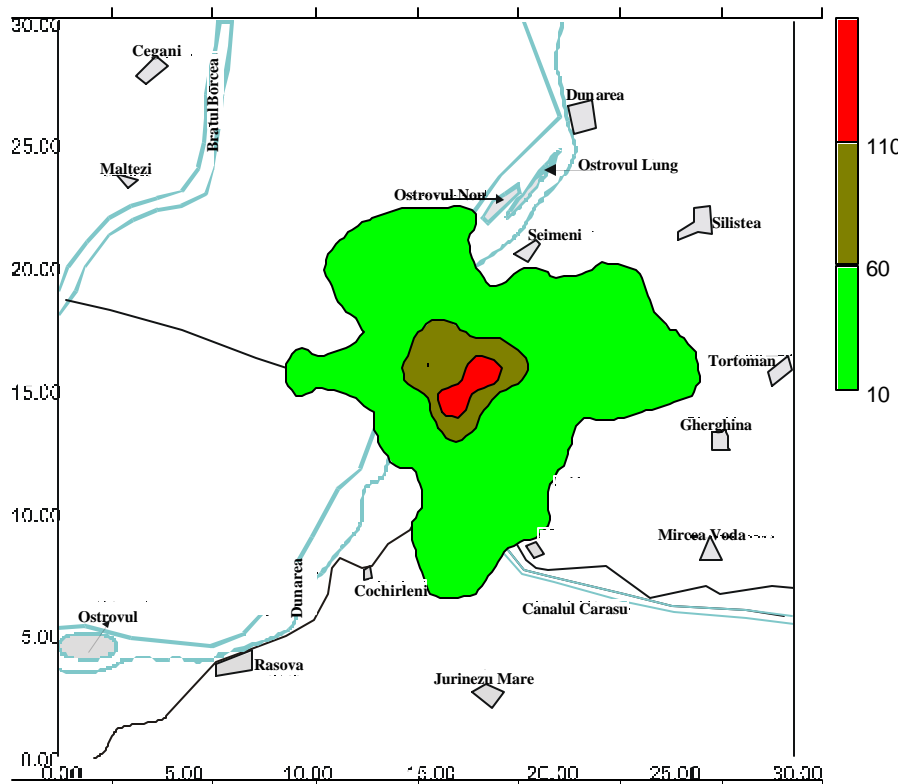 30.00
Cegani
Bratul Borcea
Dunarea
110
25.00
Maltezi
Ostrovul Lung
Ostrovul Nou
Silistea
Seimeni
20.00
60
Tortoman
15.00
10
Gherghina
10.00
Mircea Voda
Dunarea
Cochirleni
Canalul Carasu
Ostrovul
5.00
Rasova
Jurinezu Mare
0.00
0.00 5.00 10.00 15.00 20.00 25.00 30.00